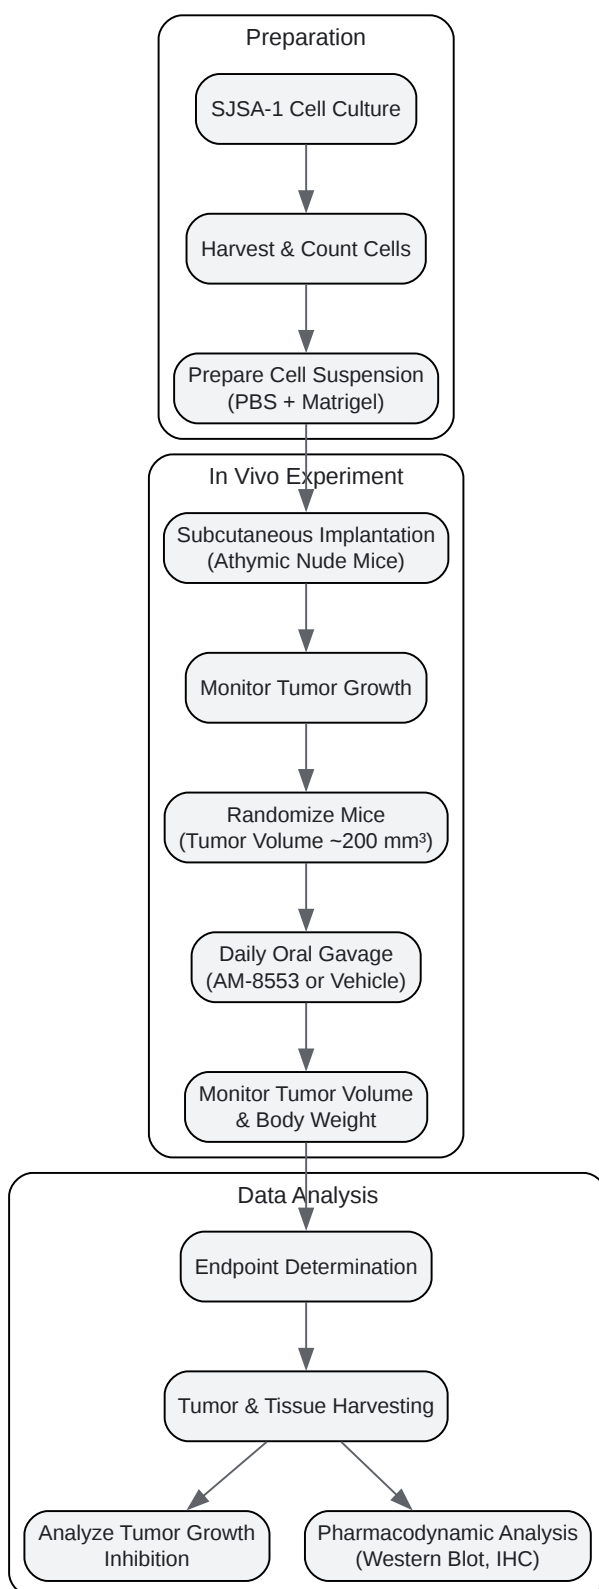 Preparation
SJSA-1 Cell Culture
Harvest & Count Cells
Prepare Cell Suspension
(PBS + Matrigel)
In Vivo Experiment
Subcutaneous Implantation
(Athymic Nude Mice)
Monitor Tumor Growth
Randomize Mice
(Tumor Volume ~200 mm³)
Daily Oral Gavage
(AM-8553 or Vehicle)
Monitor Tumor Volume
& Body Weight
Data Analysis
Endpoint Determination
Tumor & Tissue Harvesting
Analyze Tumor Growth
Inhibition
Pharmacodynamic Analysis
(Western Blot, IHC)